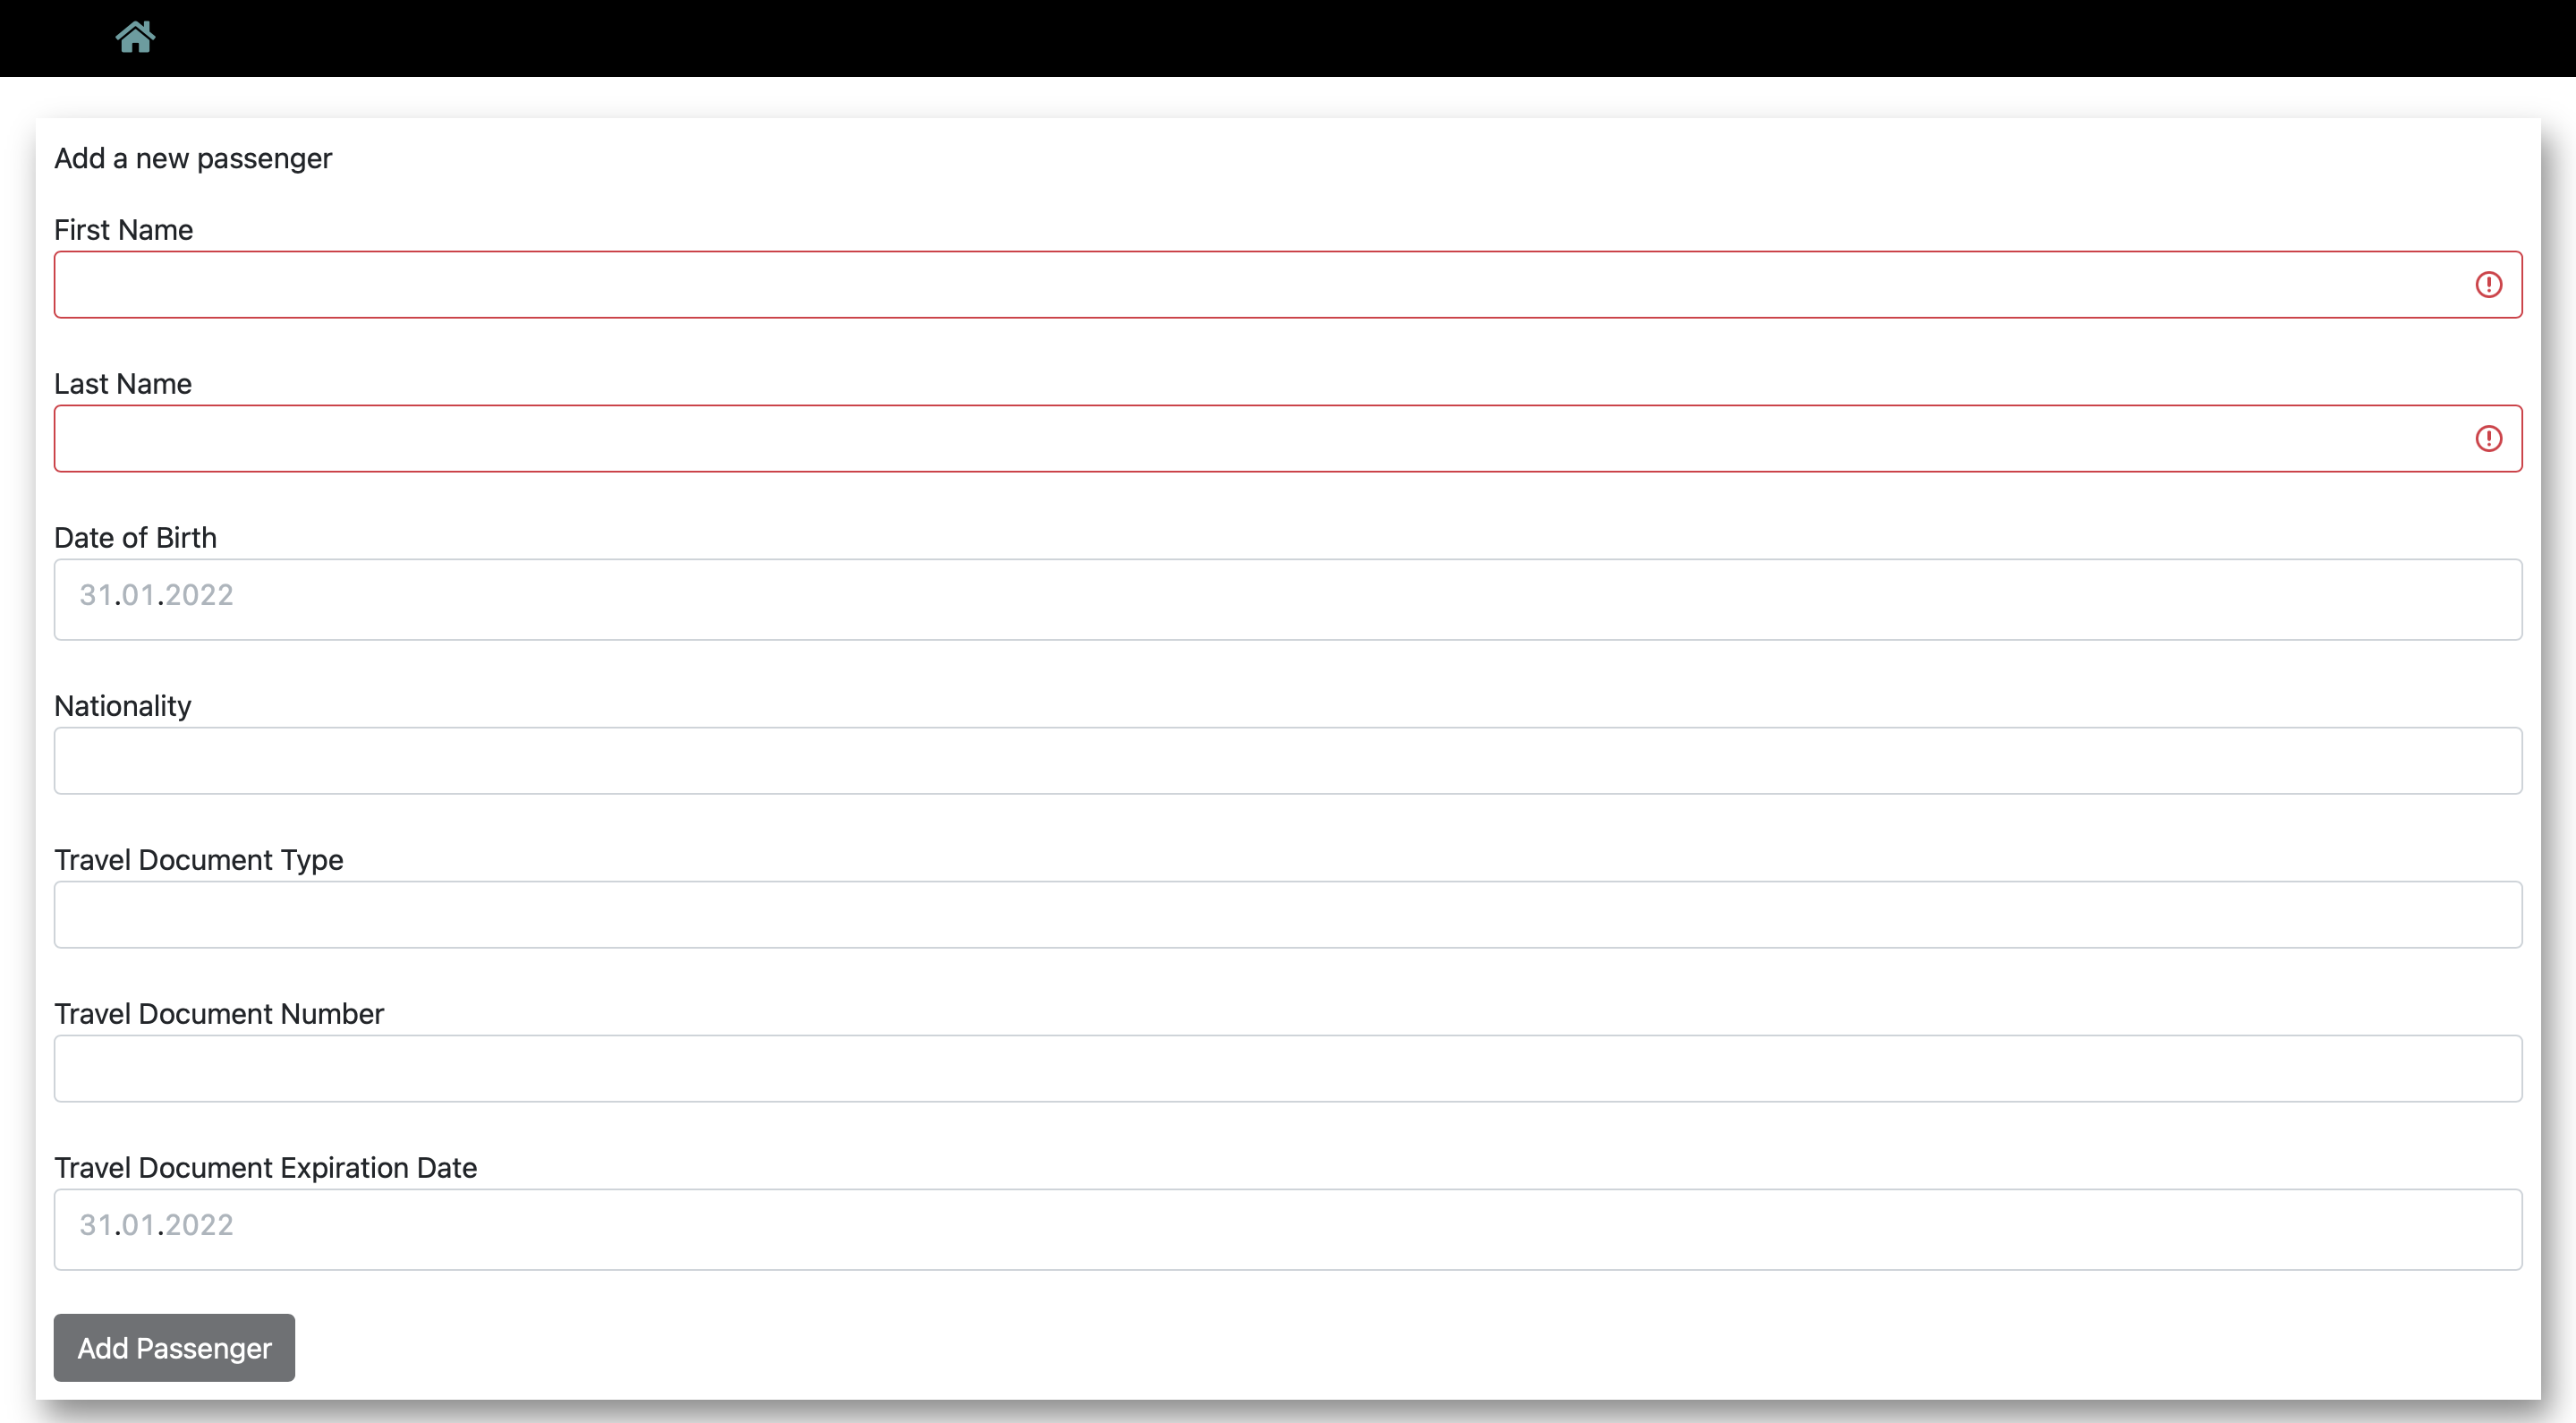 Add a new passenger
First Name
Last Name
Date of Birth
31.01.2022
Nationality
Travel Document Type
Travel Document Number
Travel Document Expiration Date
31.01.2022
Add Passenger